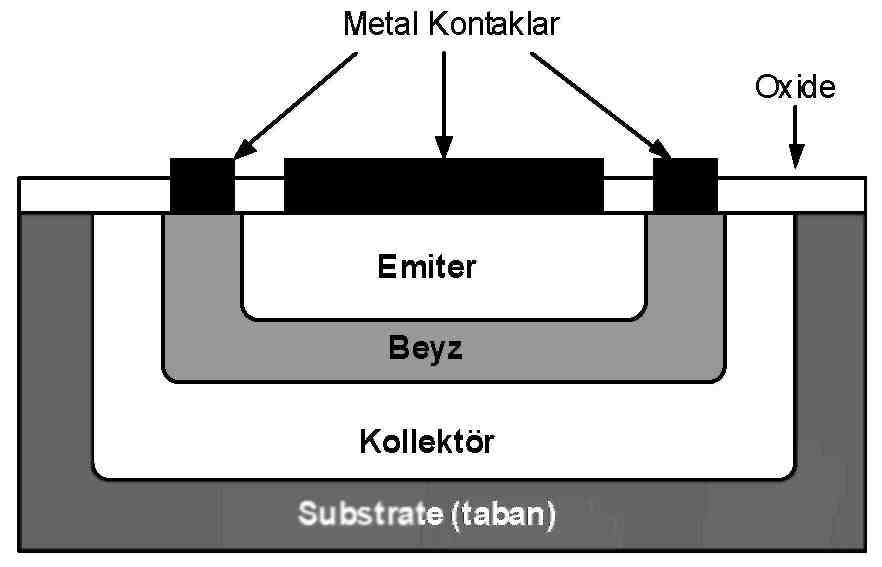 Metal Kontaklar
Oxide
Emiter
Beyz
Kollektör
Substrate (taban)